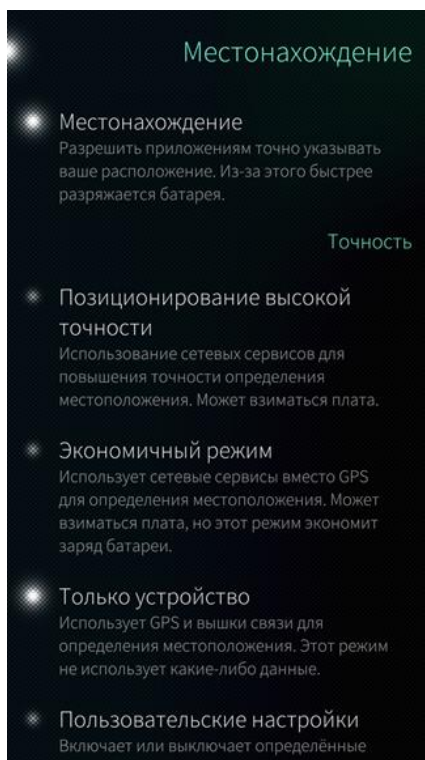 Местонахождение
Местонахождение
Разрешить приложениям точно указывать
ваше расположение. Из-за этого быстрее
разряжается батарея.
Точность
Позиционирование высокой
точности
Использование сетевых сервисов для
повышения точности определения
местоположения. Может взиматься плата.
Экономичный режим
Использует сетевые сервисы вместо GPS
для определения местоположения. Может
взиматься плата, но этот режим экономит
заряд батареи.
Только устройство
Использует GPS и вышки связи для
определения местоположения. Этот режим
не использует какие-либо данные.
Пользовательские настройки
Включает или выключает определённые